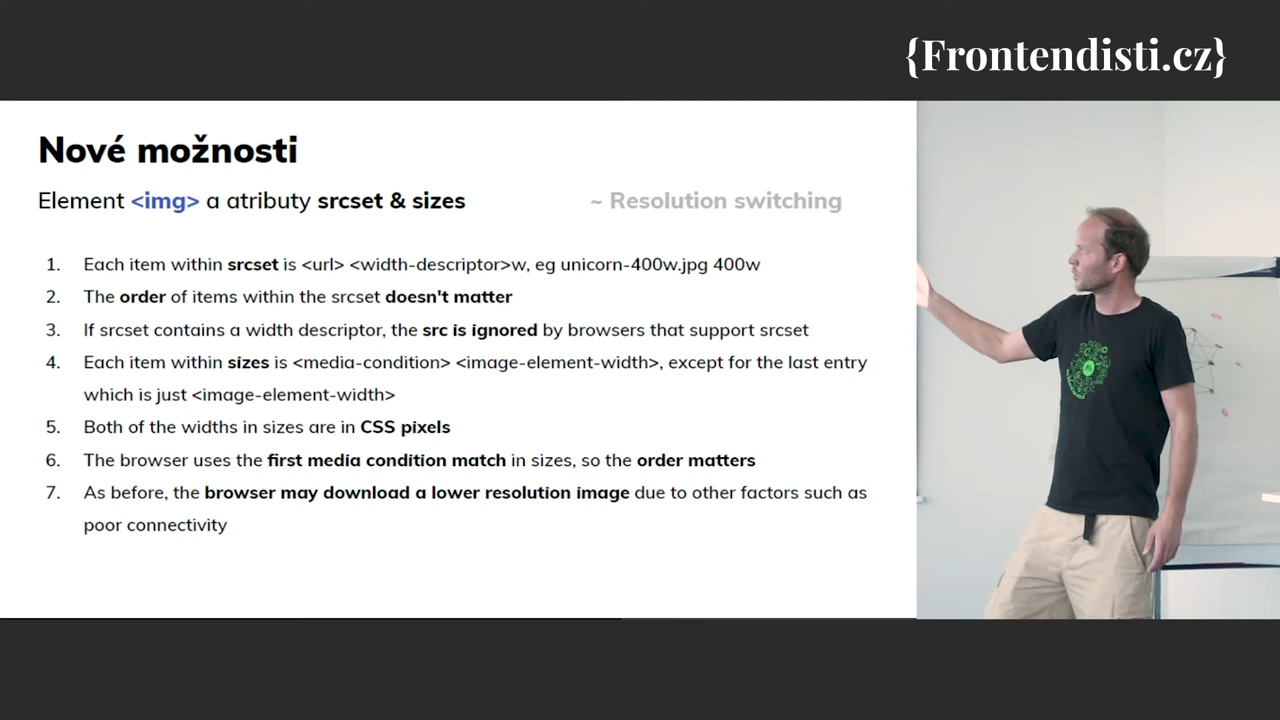 {Frontendisti.cz}
Nové možnosti
Element <img> a atributy srcset & sizes
~ Resolution switching
1. Each item within srcset is <url> <width-descriptor>w, eg unicorn-400w.jpg 400w
2. The order of items within the srcset doesn't matter
3. If srcset contains a width descriptor, the src is ignored by browsers that support srcset
4. Each item within sizes is <media-condition> <image-element-width>, except for the last entry
which is just <image-element-width>
5. Both of the widths in sizes are in CSS pixels
6. The browser uses the first media condition match in sizes, so the order matters
7. As before, the browser may download a lower resolution image due to other factors such as
poor connectivity